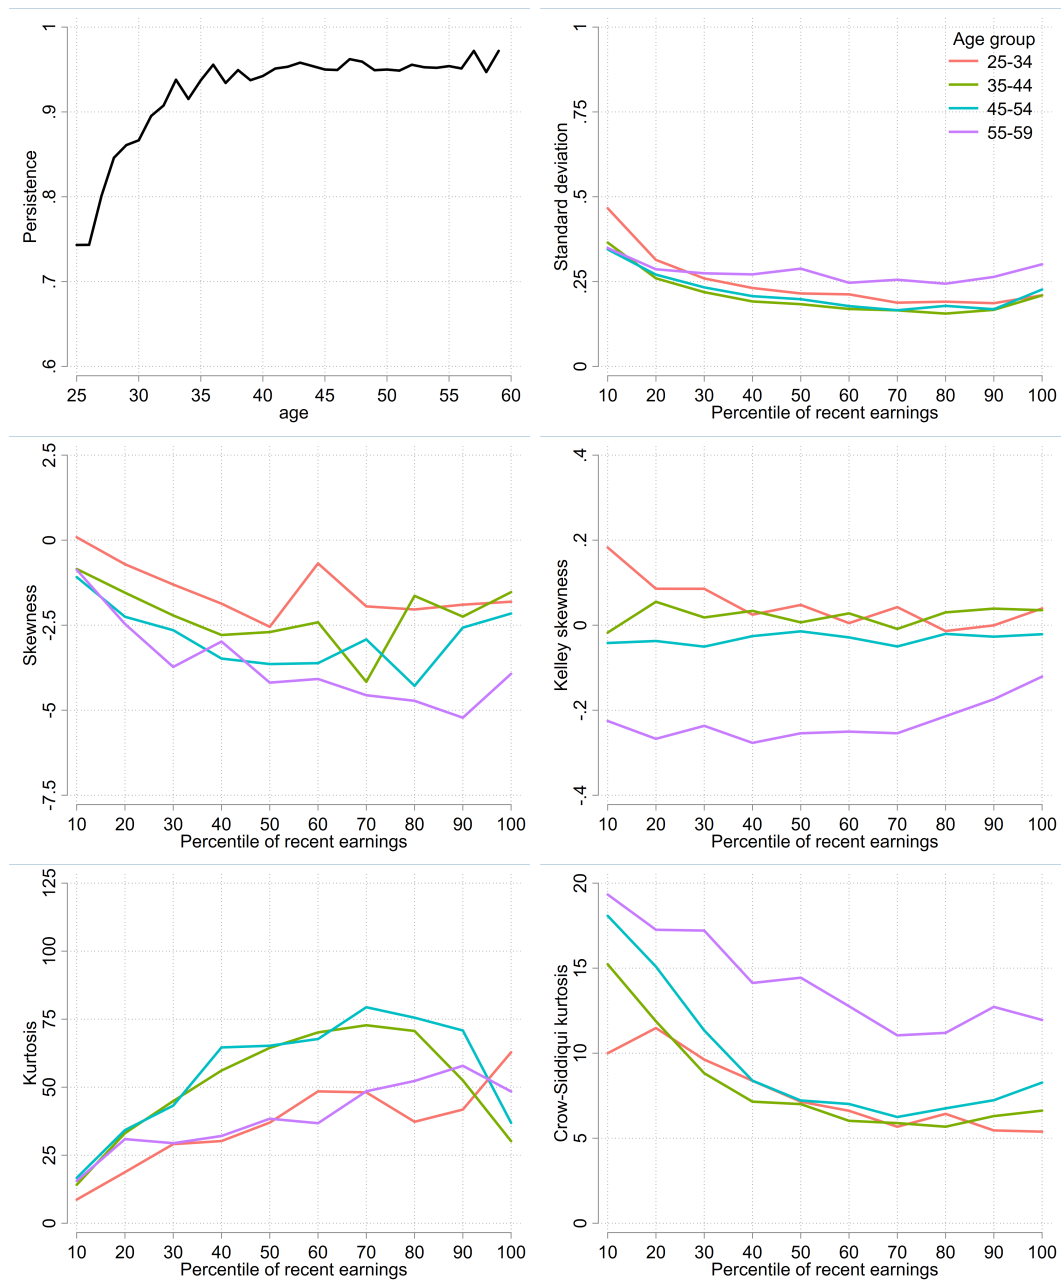 Persistence
1
.9
.8
.7
.6
25 30 35 40 45 50 55 60
age
Standard deviation
1
.75
.5
.25
0
Age group
25-34
35-44
45-54
55-59
10 20 30 40 50 60 70 80 90 100
Percentile of recent earnings
Skewness
2.5
0
-2.5
-5
-7.5
10 20 30 40 50 60 70 80 90 100
Percentile of recent earnings
Kelley skewness
.4
.2
0
-.2
-.4
10 20 30 40 50 60 70 80 90 100
Percentile of recent earnings
Kurtosis
125
100
75
50
25
0
10 20 30 40 50 60 70 80 90 100
Percentile of recent earnings
Crow-Siddiqui kurtosis
20
15
10
5
0
10 20 30 40 50 60 70 80 90 100
Percentile of recent earnings